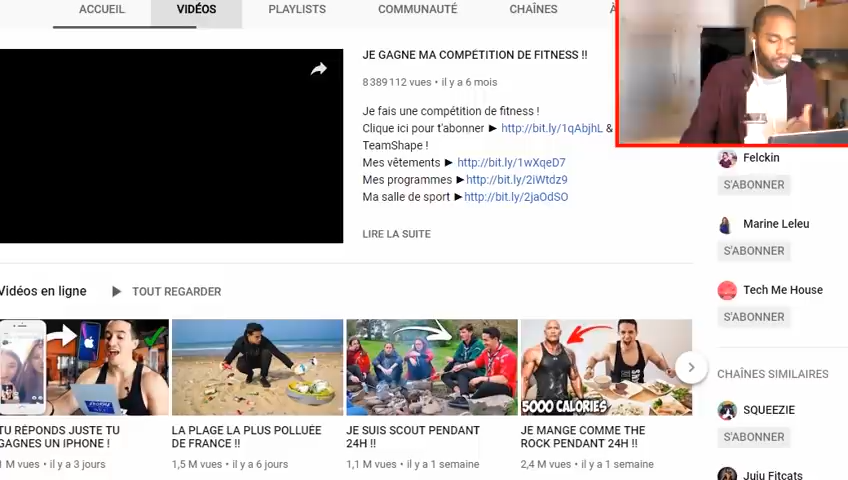 ACCUEIL VIDÉOS PLAYLISTS COMMUNAUTÉ CHAÎNES
JE GAGNE MA COMPÉTITION DE FITNESS !!
8 389 112 vues • il y a 6 mois
Je fais une compétition de fitness !
Clique ici pour t'abonner ► http://bit.ly/1qAbjhL &
TeamShape !
Mes vêtements ► http://bit.ly/1wXqeD7
Mes programmes ►http://bit.ly/2iWtdz9
Ma salle de sport ►http://bit.ly/2jaOdSO
LIRE LA SUITE
Felckin
S'ABONNER
Marine Leleu
S'ABONNER
Tech Me House
S'ABONNER
Vidéos en ligne ▶ TOUT REGARDER
5000 CALORIES
TU RÉPONDS JUSTE TU
GAGNES UN IPHONE !
1 M vues • il y a 3 jours
LA PLAGE LA PLUS POLLUÉE
DE FRANCE !!
1,5 M vues • il y a 6 jours
JE SUIS SCOUT PENDANT
24H !!
1,1 M vues • il y a 1 semaine
JE MANGE COMME THE
ROCK PENDANT 24H !!
2,4 M vues • il y a 1 semaine
CHAÎNES SIMILAIRES
SQUEEZIE
S'ABONNER
Juju Fitcats